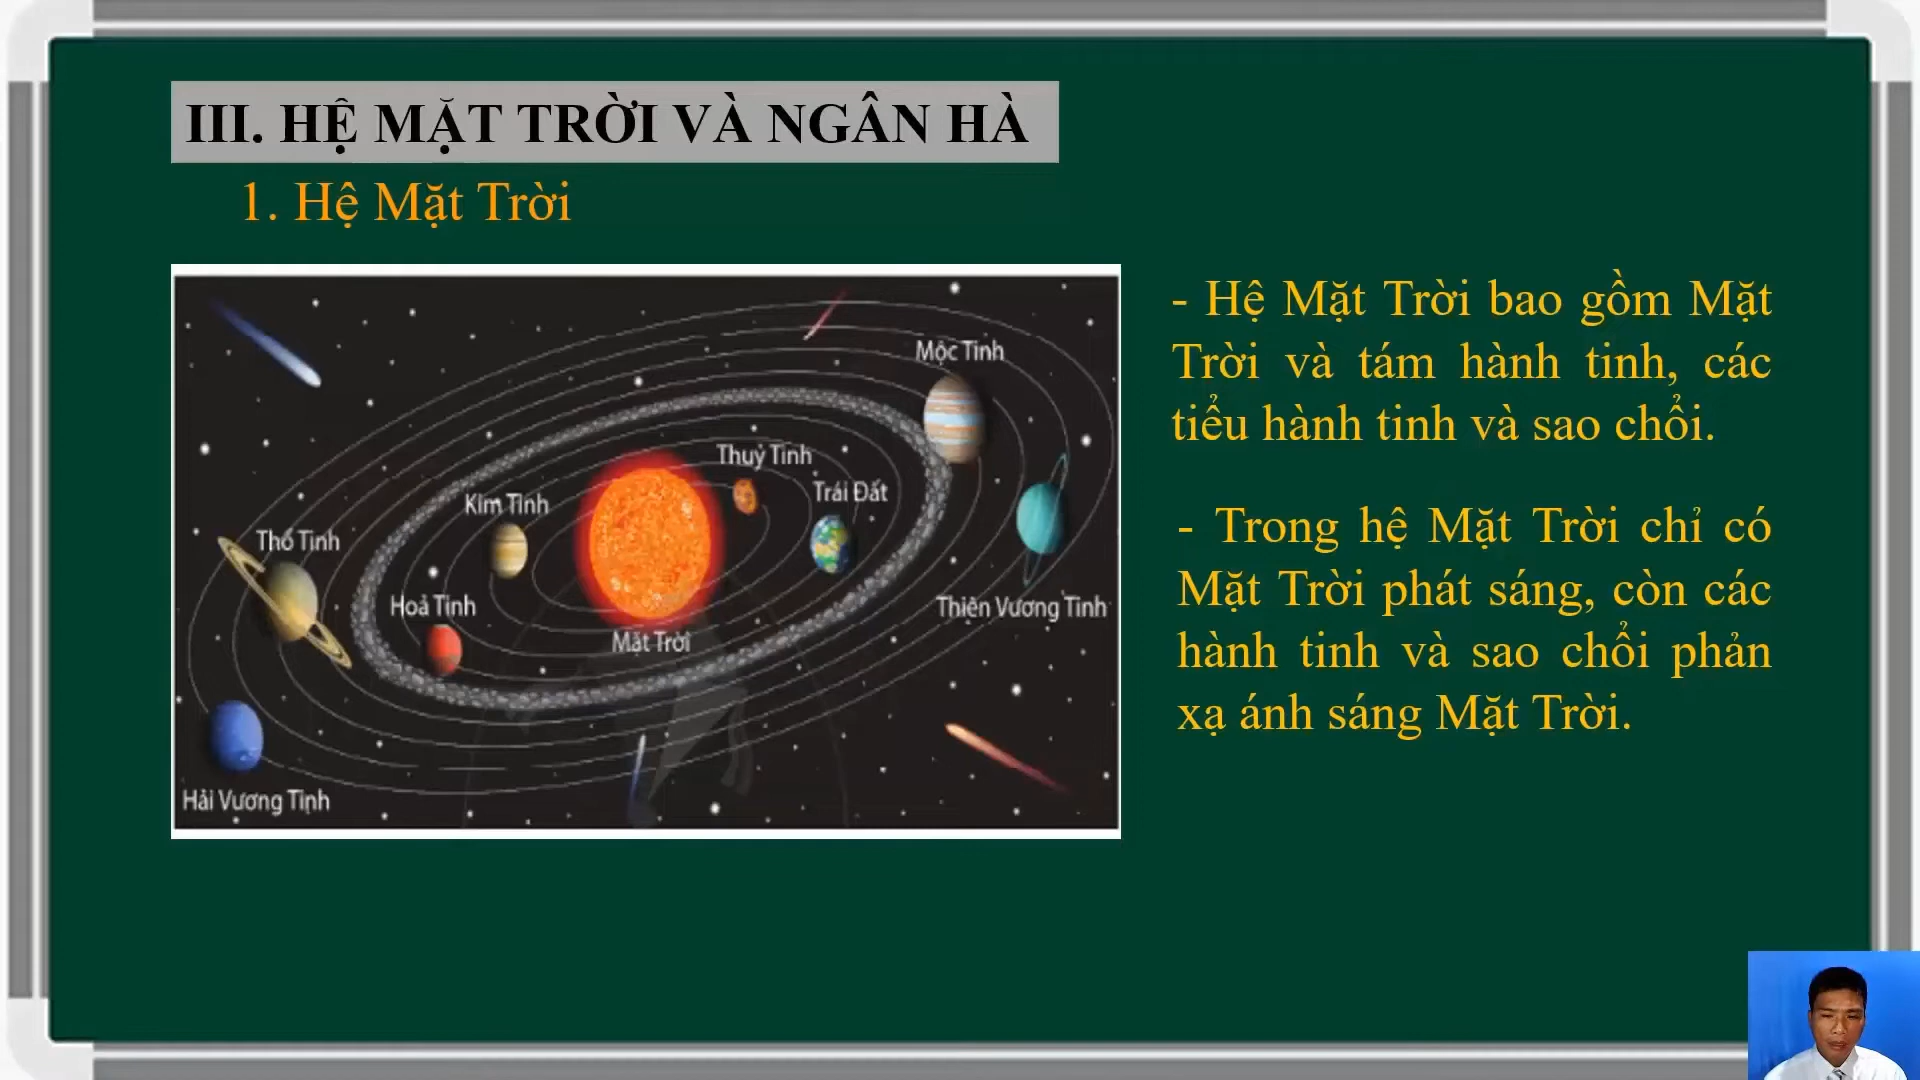 III. HỆ MẶT TRỜI VÀ NGÂN HÀ
1. Hệ Mặt Trời
Mộc Tinh
Thuỷ Tinh
Trái Đất
Kim Tinh
Thổ Tinh
Hoả Tinh
Thiên Vương Tinh
Mặt Trời
Hải Vương Tinh
- Hệ Mặt Trời bao gồm Mặt
Trời và tám hành tinh, các
tiểu hành tinh và sao chổi.
- Trong hệ Mặt Trời chỉ có
Mặt Trời phát sáng, còn các
hành tinh và sao chổi phản
xạ ánh sáng Mặt Trời.